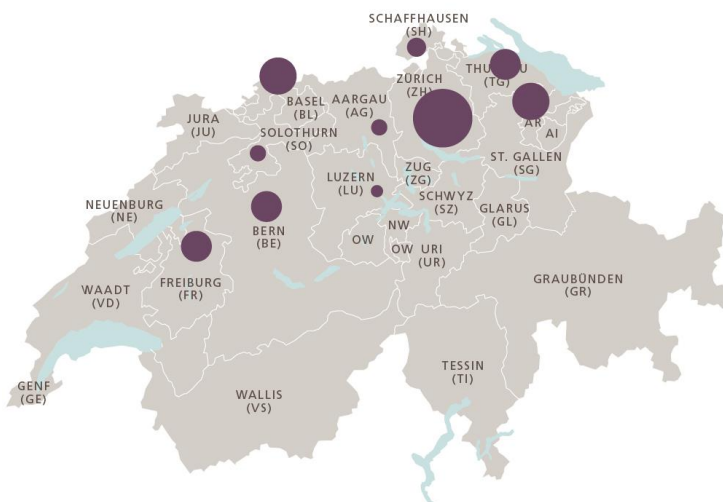 SCHAFFHAUSEN
(SH)
ZÜRICH
(ZH)
(TG)
BASEL
(BL)
AARGAU
(AG)
JURA
(JU)
SOLOTHURN
(SO)
AR
AI
ST. GALLEN
(SG)
ZUG
(ZG)
LUZERN
(LU)
SCHWYZ
(SZ)
GLARUS
(GL)
NEUENBURG
(NE)
BERN
(BE)
NW
OW
OW
URI
(UR)
FREIBURG
(FR)
WAADT
(VD)
GRAUBÜNDEN
(GR)
TESSIN
(TI)
GENF
(GE)
WALLIS
(VS)